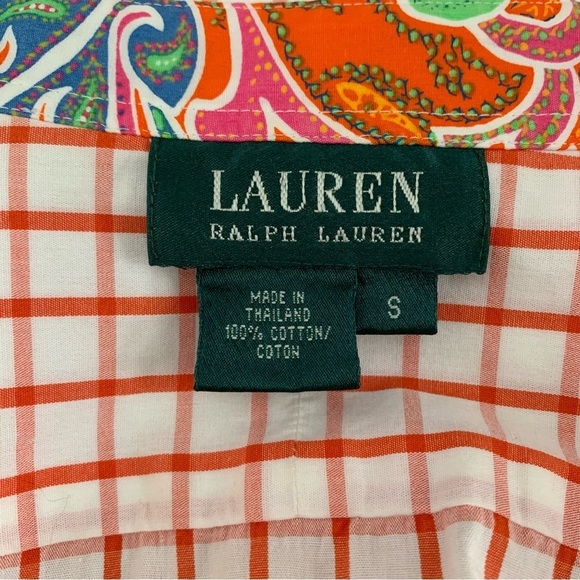 LAUREN
RALPH LAUREN
MADE IN
THAILAND
100% COTTON/
COTON
S